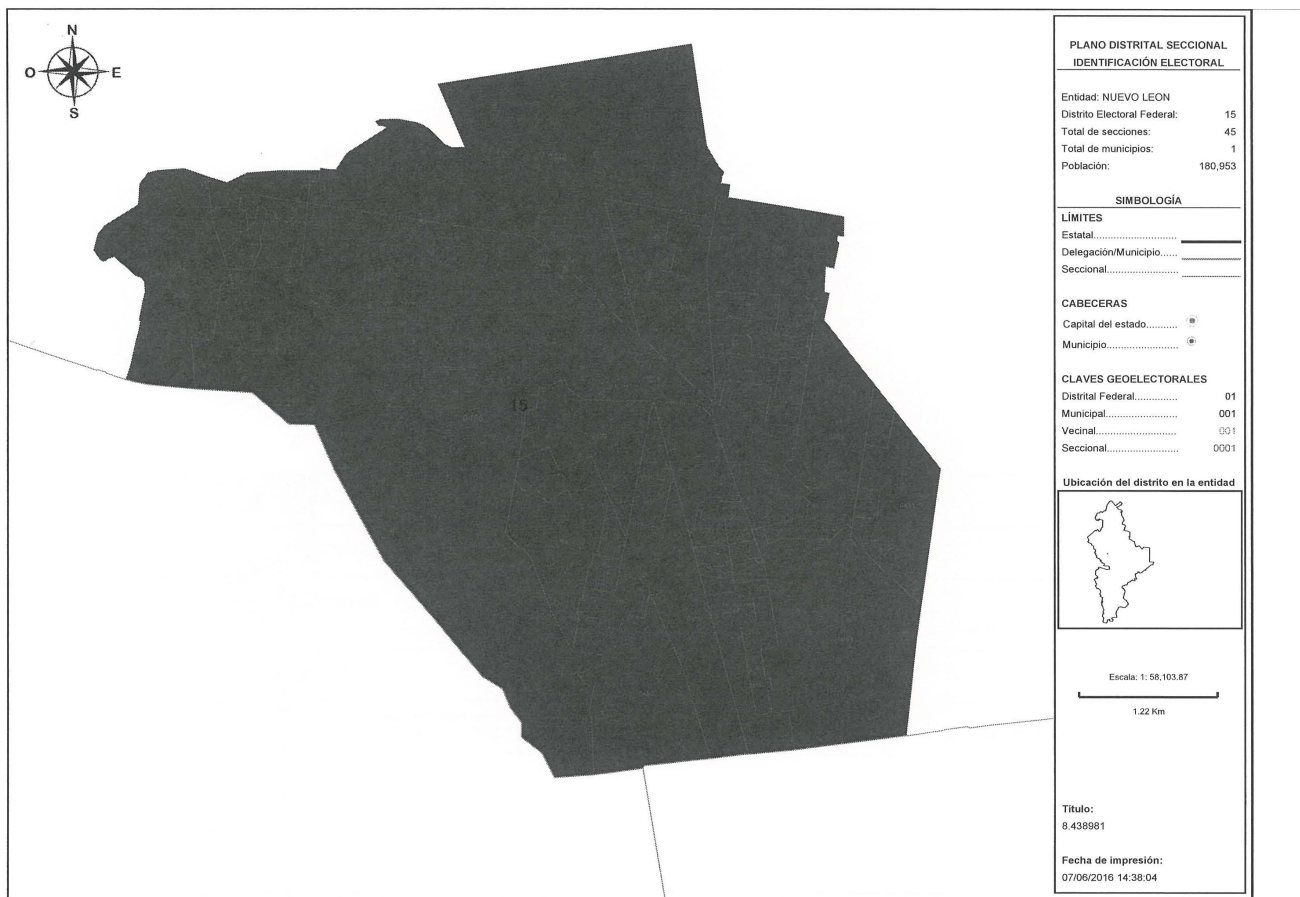 N
O
E
S
15
PLANO DISTRITAL SECCIONAL
IDENTIFICACIÓN ELECTORAL
Entidad: NUEVO LEON
Distrito Electoral Federal: 15
Total de secciones: 45
Total de municipios: 1
Población: 180,953
SIMBOLOGÍA
LÍMITES
Estatal............................
Delegación/Municipio......
Seccional........................
CABECERAS
Capital del estado..........
Municipio........................
CLAVES GEOELECTORALES
Distrital Federal.............. 01
Municipal......................... 001
Vecinal............................ 001
Seccional........................ 0001
Ubicación del distrito en la entidad
Escala: 1: 58,103.87
1.22 Km
Título:
8.438981
Fecha de impresión:
07/06/2016 14:38:04